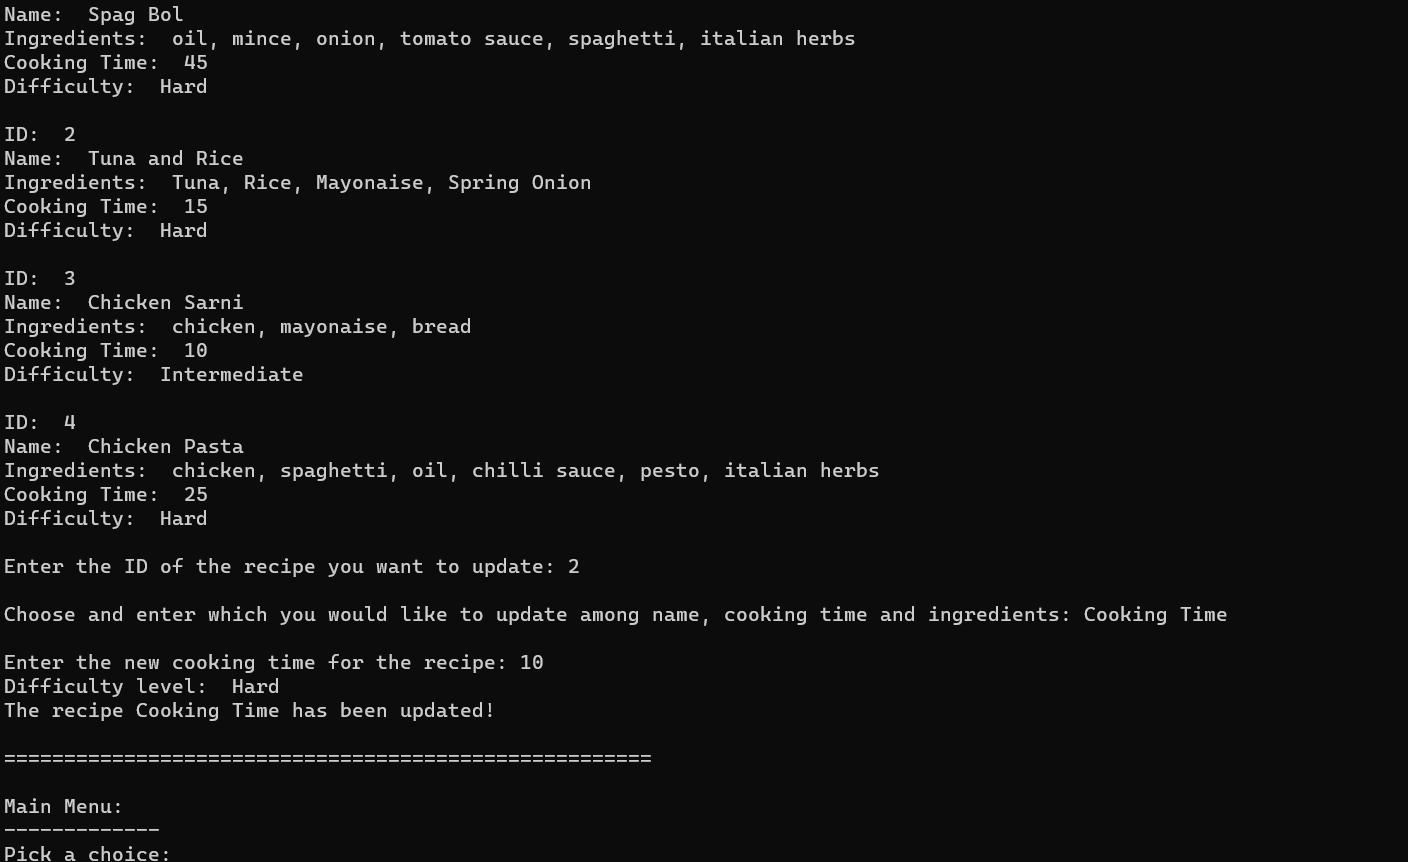 Name:  Spag Bol
Ingredients:  oil, mince, onion, tomato sauce, spaghetti, italian herbs
Cooking Time:  45
Difficulty:  Hard
ID:  2
Name:  Tuna and Rice
Ingredients:  Tuna, Rice, Mayonaise, Spring Onion
Cooking Time:  15
Difficulty:  Hard
ID:  3
Name:  Chicken Sarni
Ingredients:  chicken, mayonaise, bread
Cooking Time:  10
Difficulty:  Intermediate
ID:  4
Name:  Chicken Pasta
Ingredients:  chicken, spaghetti, oil, chilli sauce, pesto, italian herbs
Cooking Time:  25
Difficulty:  Hard
Enter the ID of the recipe you want to update: 2
Choose and enter which you would like to update among name, cooking time and ingredients: Cooking Time
Enter the new cooking time for the recipe: 10
Difficulty level:  Hard
The recipe Cooking Time has been updated!
======================================================
Main Menu:
-------------
Pick a choice: